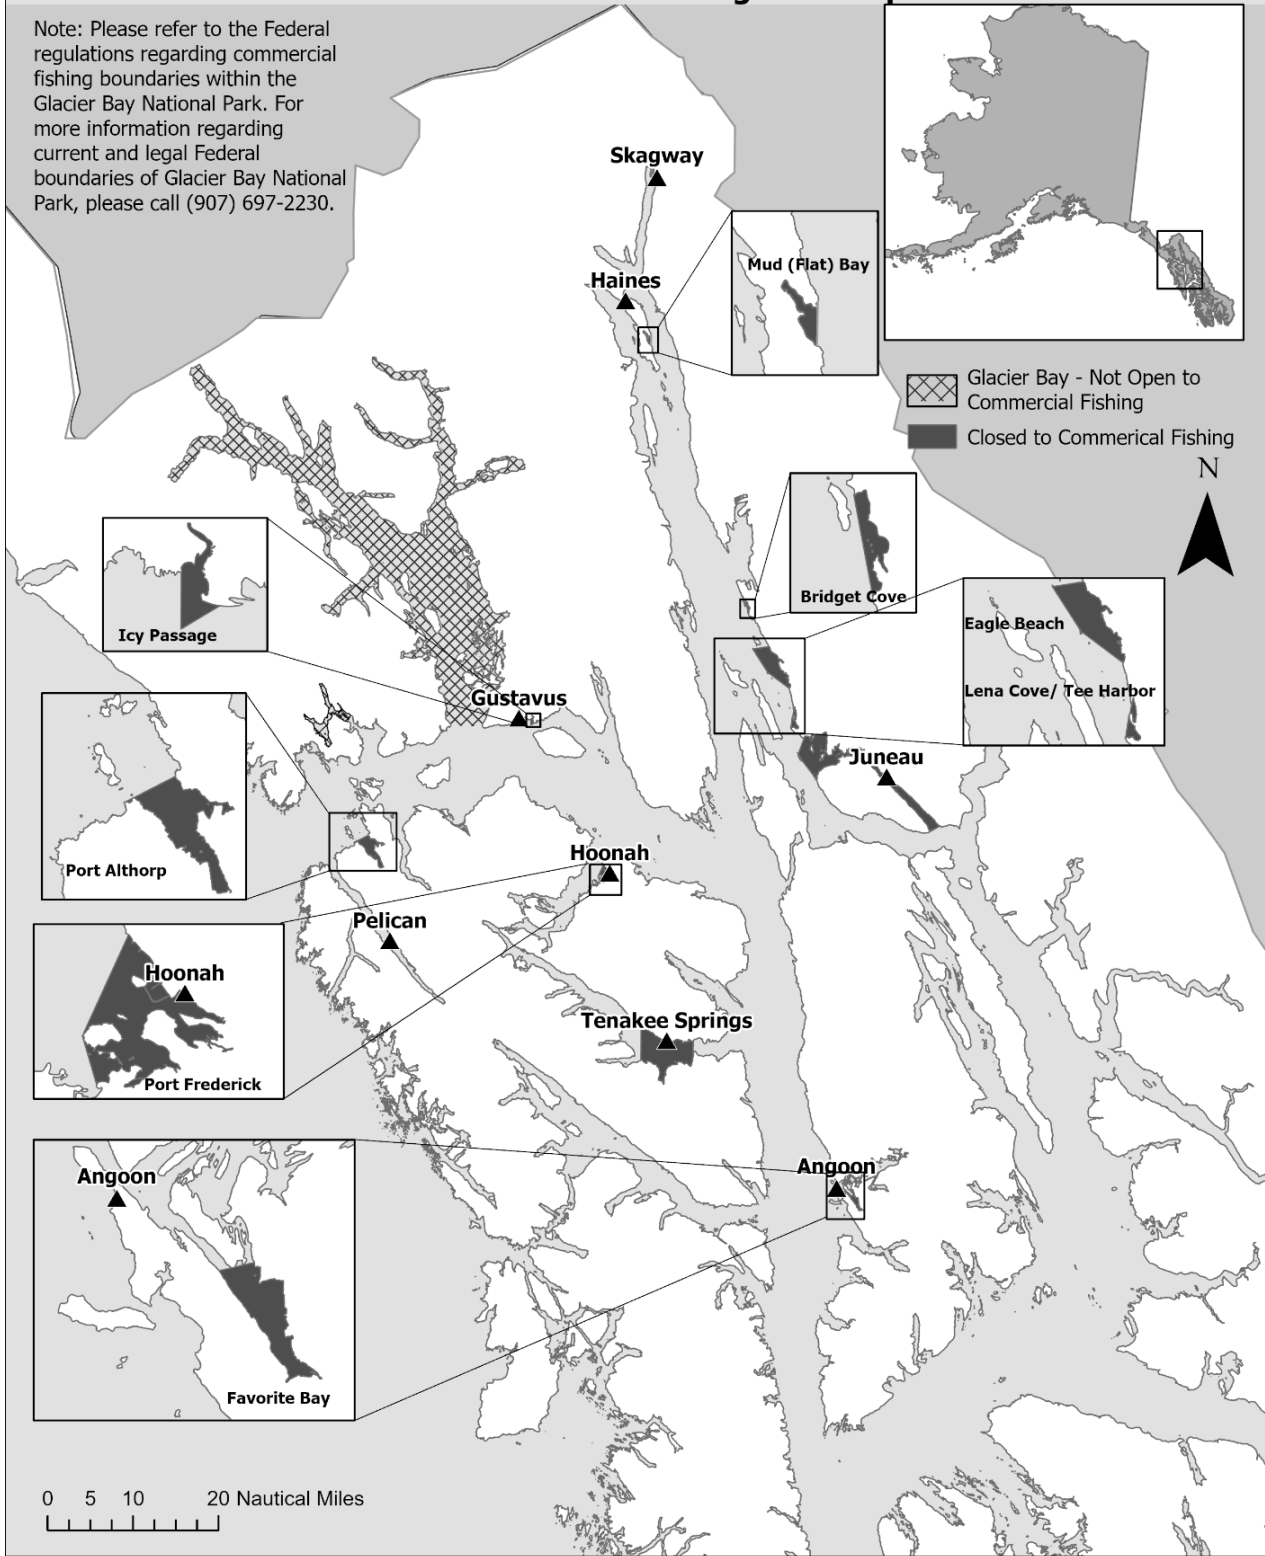 Note: Please refer to the Federal
regulations regarding commercial
fishing boundaries within the
Glacier Bay National Park. For
more information regarding
current and legal Federal
boundaries of Glacier Bay National
Park, please call (907) 697-2230.
Skagway
Mud (Flat) Bay
Haines
Glacier Bay - Not Open to
Commercial Fishing
Closed to Commerical Fishing
N
Bridget Cove
Eagle Beach
Icy Passage
Lena Cove/ Tee Harbor
Gustavus
Juneau
Port Althorp
Hoonah
Pelican
Hoonah
Tenakee Springs
Port Frederick
Angoon
Angoon
Favorite Bay
0 5 10 20 Nautical Miles